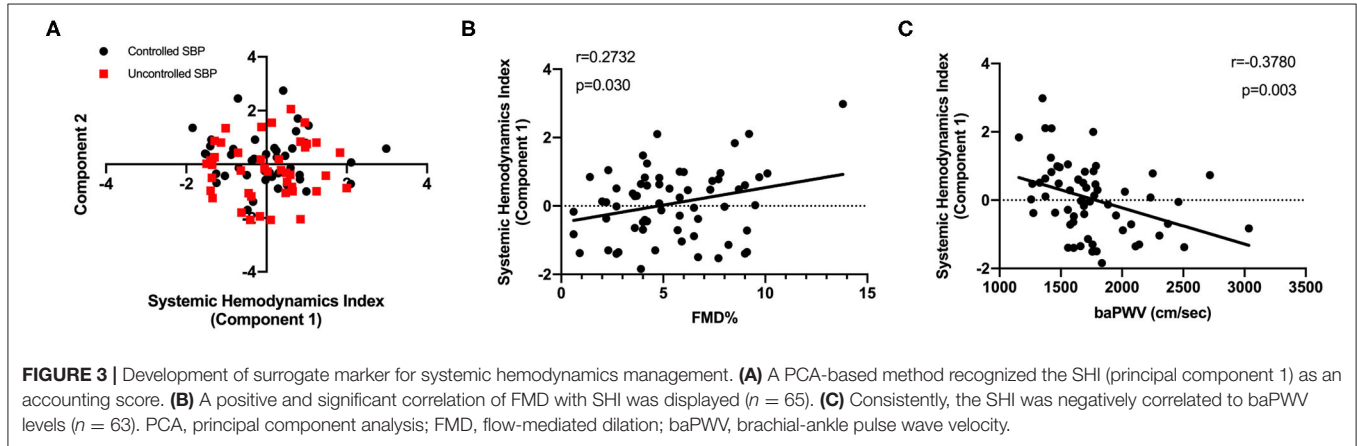 A
Controlled SBP
Uncontrolled SBP
4
2
-4
-2
2
4
-4
Component 2
Systemic Hemodynamics Index
(Component 1)
B
r=0.2732
p=0.030
4
2
0
-2
0
5
10
15
Systemic Hemodynamics Index
(Component 1)
FMD%
C
r=-0.3780
p=0.003
4
2
0
-2
1000
1500
2000
2500
3000
3500
Systemic Hemodynamics Index
(Component 1)
baPWV (cm/sec)
FIGURE 3 | Development of surrogate marker for systemic hemodynamics management. (A) A PCA-based method recognized the SHI (principal component 1) as an
accounting score. (B) A positive and significant correlation of FMD with SHI was displayed (n = 65). (C) Consistently, the SHI was negatively correlated to baPWV
levels (n = 63). PCA, principal component analysis; FMD, flow-mediated dilation; baPWV, brachial-ankle pulse wave velocity.